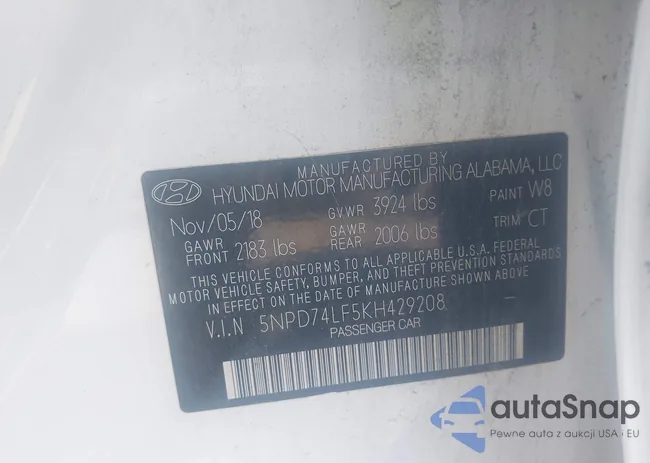 MANUFACTURED BY
HYUNDAI MOTOR MANUFACTURING ALABAMA, LLC
Nov/05/18 GVWR 3924 lbs PAINT W8
GAWR FRONT 2183 lbs GAWR REAR 2006 lbs TRIM CT
THIS VEHICLE CONFORMS TO ALL APPLICABLE U.S.A. FEDERAL
MOTOR VEHICLE SAFETY, BUMPER, AND THEFT PREVENTION STANDARDS
IN EFFECT ON THE DATE OF MANUFACTURE SHOWN ABOVE
V.I.N 5NPD74LF5KH429208
PASSENGER CAR
autaSnap
Pewne auta z aukcji USA i EU